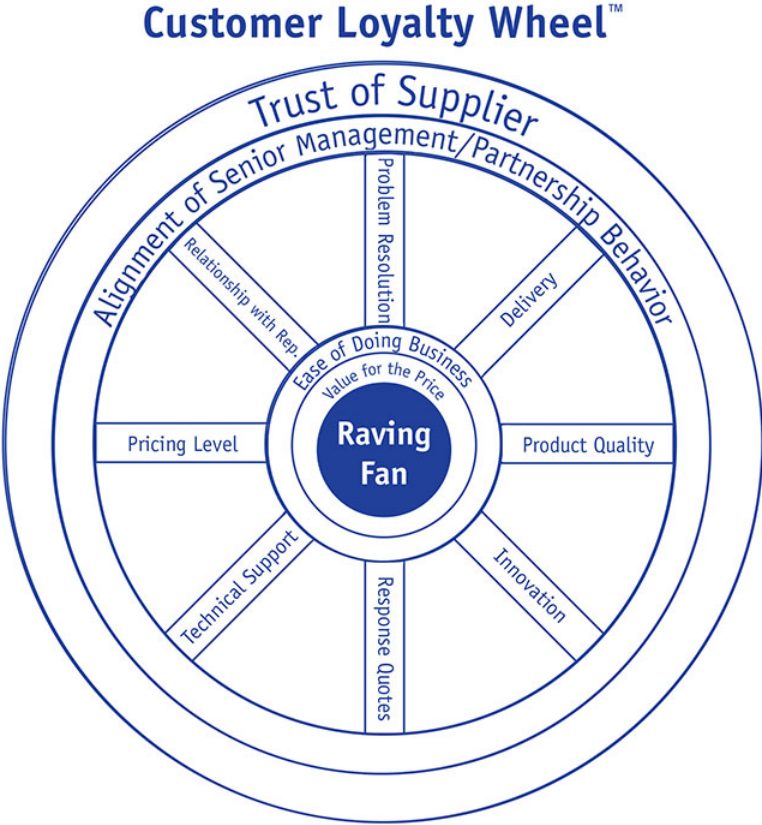 Customer Loyalty Wheel™
Trust of Supplier
Alignment of Senior Management/Partnership Behavior
Problem Resolution
Relationship with Rep.
Delivery
Ease of Doing Business
Value for the Price
Raving
Fan
Pricing Level
Product Quality
Technical Support
Response Quotes
Innovation